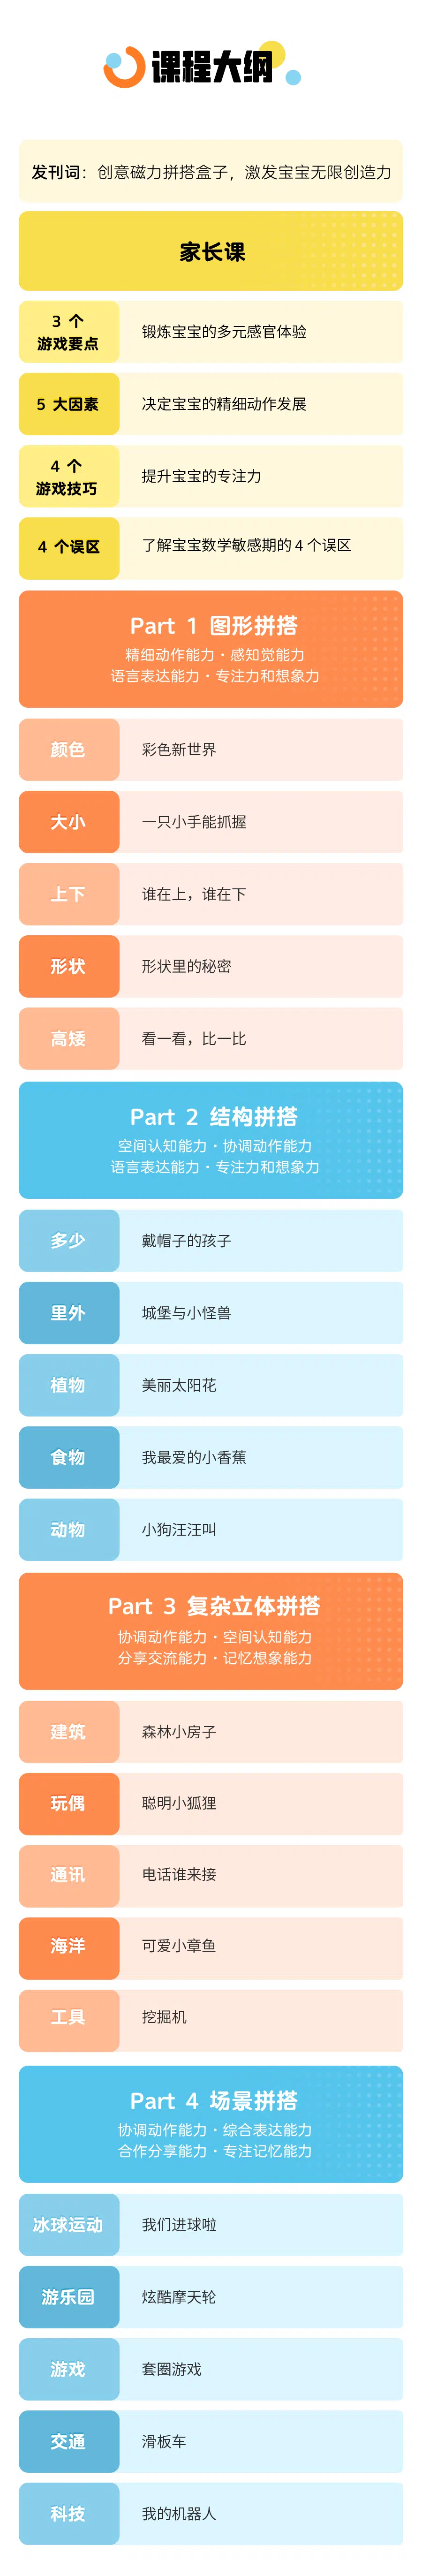 课程大纲
发刊词：创意磁力拼搭盒子，激发宝宝无限创造力
家长课
3 个
游戏要点
锻炼宝宝的多元感官体验
5 大因素
决定宝宝的精细动作发展
4 个
游戏技巧
提升宝宝的专注力
4 个误区
了解宝宝数学敏感期的 4 个误区
Part 1 图形拼搭
精细动作能力·感知觉能力
语言表达能力·专注力和想象力
颜色
彩色新世界
大小
一只小手能抓握
上下
谁在上，谁在下
形状
形状里的秘密
高矮
看一看，比一比
Part 2 结构拼搭
空间认知能力·协调动作能力
语言表达能力·专注力和想象力
多少
戴帽子的孩子
里外
城堡与小怪兽
植物
美丽太阳花
食物
我最爱的小香蕉
动物
小狗汪汪叫
Part 3 复杂立体拼搭
协调动作能力·空间认知能力
分享交流能力·记忆想象能力
建筑
森林小房子
玩偶
聪明小狐狸
通讯
电话谁来接
海洋
可爱小章鱼
工具
挖掘机
Part 4 场景拼搭
协调动作能力·综合表达能力
合作分享能力·专注记忆能力
冰球运动
我们进球啦
游乐园
炫酷摩天轮
游戏
套圈游戏
交通
滑板车
科技
我的机器人